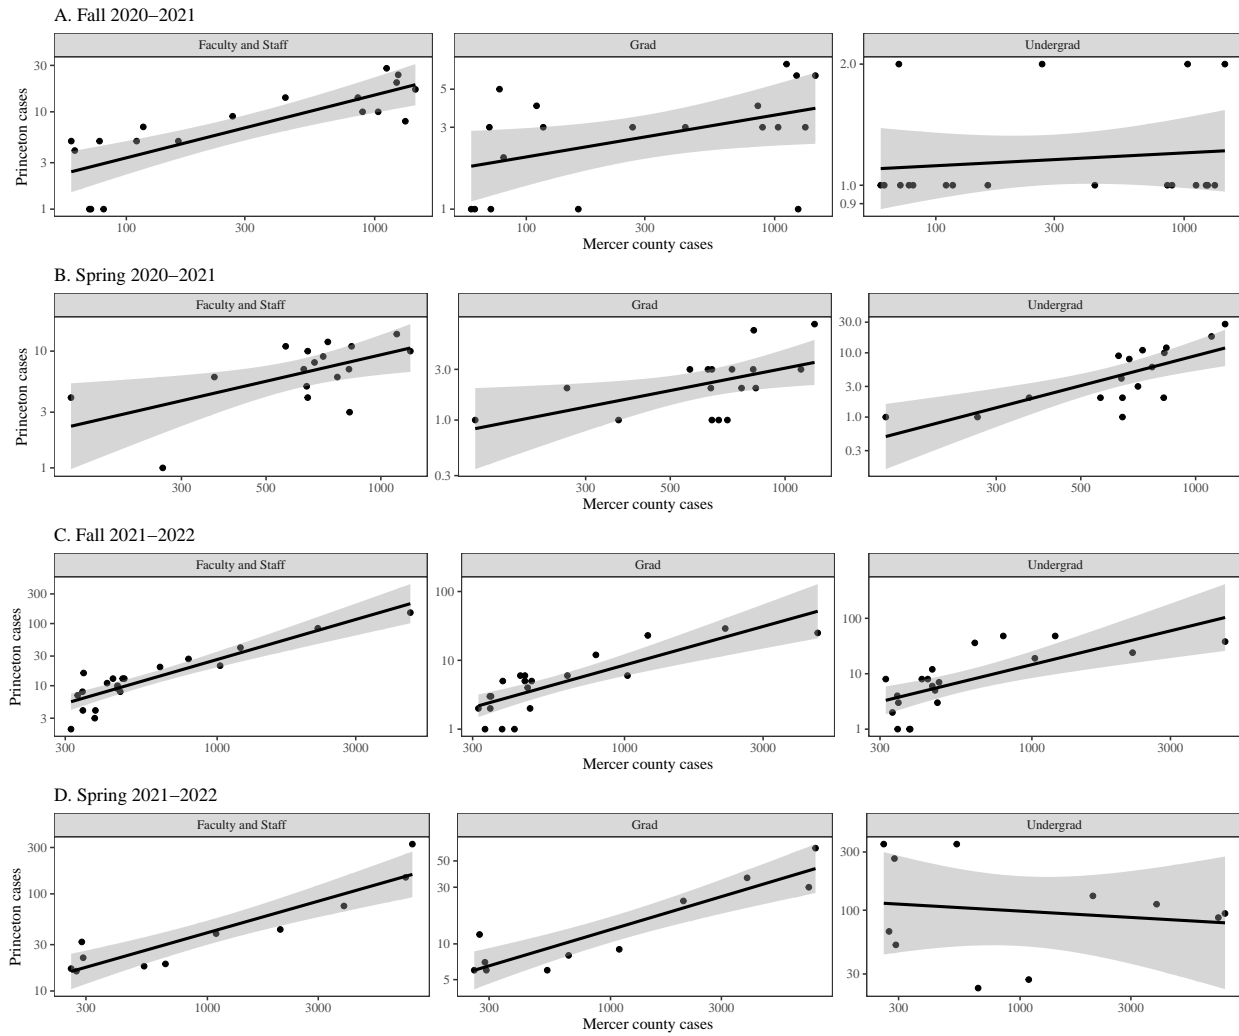 A. Fall 2020–2021
Faculty and Staff Grad Undergrad
Princeton cases
30
10
3
1
100 300 1000
5
3
1
100 300 1000
2.0
1.0
0.9
100 300 1000
Mercer county cases
B. Spring 2020–2021
Faculty and Staff Grad Undergrad
Princeton cases
10
3
1
300 500 1000
3.0
1.0
0.3
300 500 1000
30.0
10.0
3.0
1.0
0.3
300 500 1000
Mercer county cases
C. Fall 2021–2022
Faculty and Staff Grad Undergrad
Princeton cases
300
100
30
10
3
300 1000 3000
100
10
1
300 1000 3000
100
10
1
300 1000 3000
Mercer county cases
D. Spring 2021–2022
Faculty and Staff Grad Undergrad
Princeton cases
300
100
30
10
300 1000 3000
50
30
10
5
300 1000 3000
300
100
30
300 1000 3000
Mercer county cases